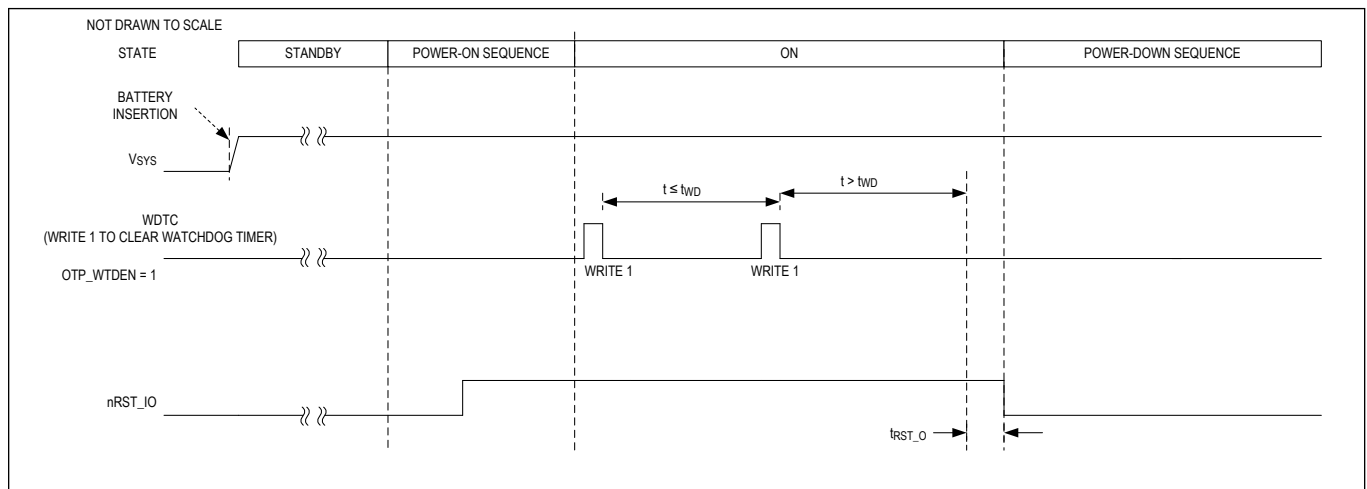 NOT DRAWN TO SCALE
STATE
STANDBY
POWER-ON SEQUENCE
ON
POWER-DOWN SEQUENCE
BATTERY
INSERTION
VSYS
t ≤ tWD
t > tWD
WDTC
(WRITE 1 TO CLEAR WATCHDOG TIMER)
OTP_WTDEN = 1
WRITE 1
WRITE 1
nRST_IO
tRST_O